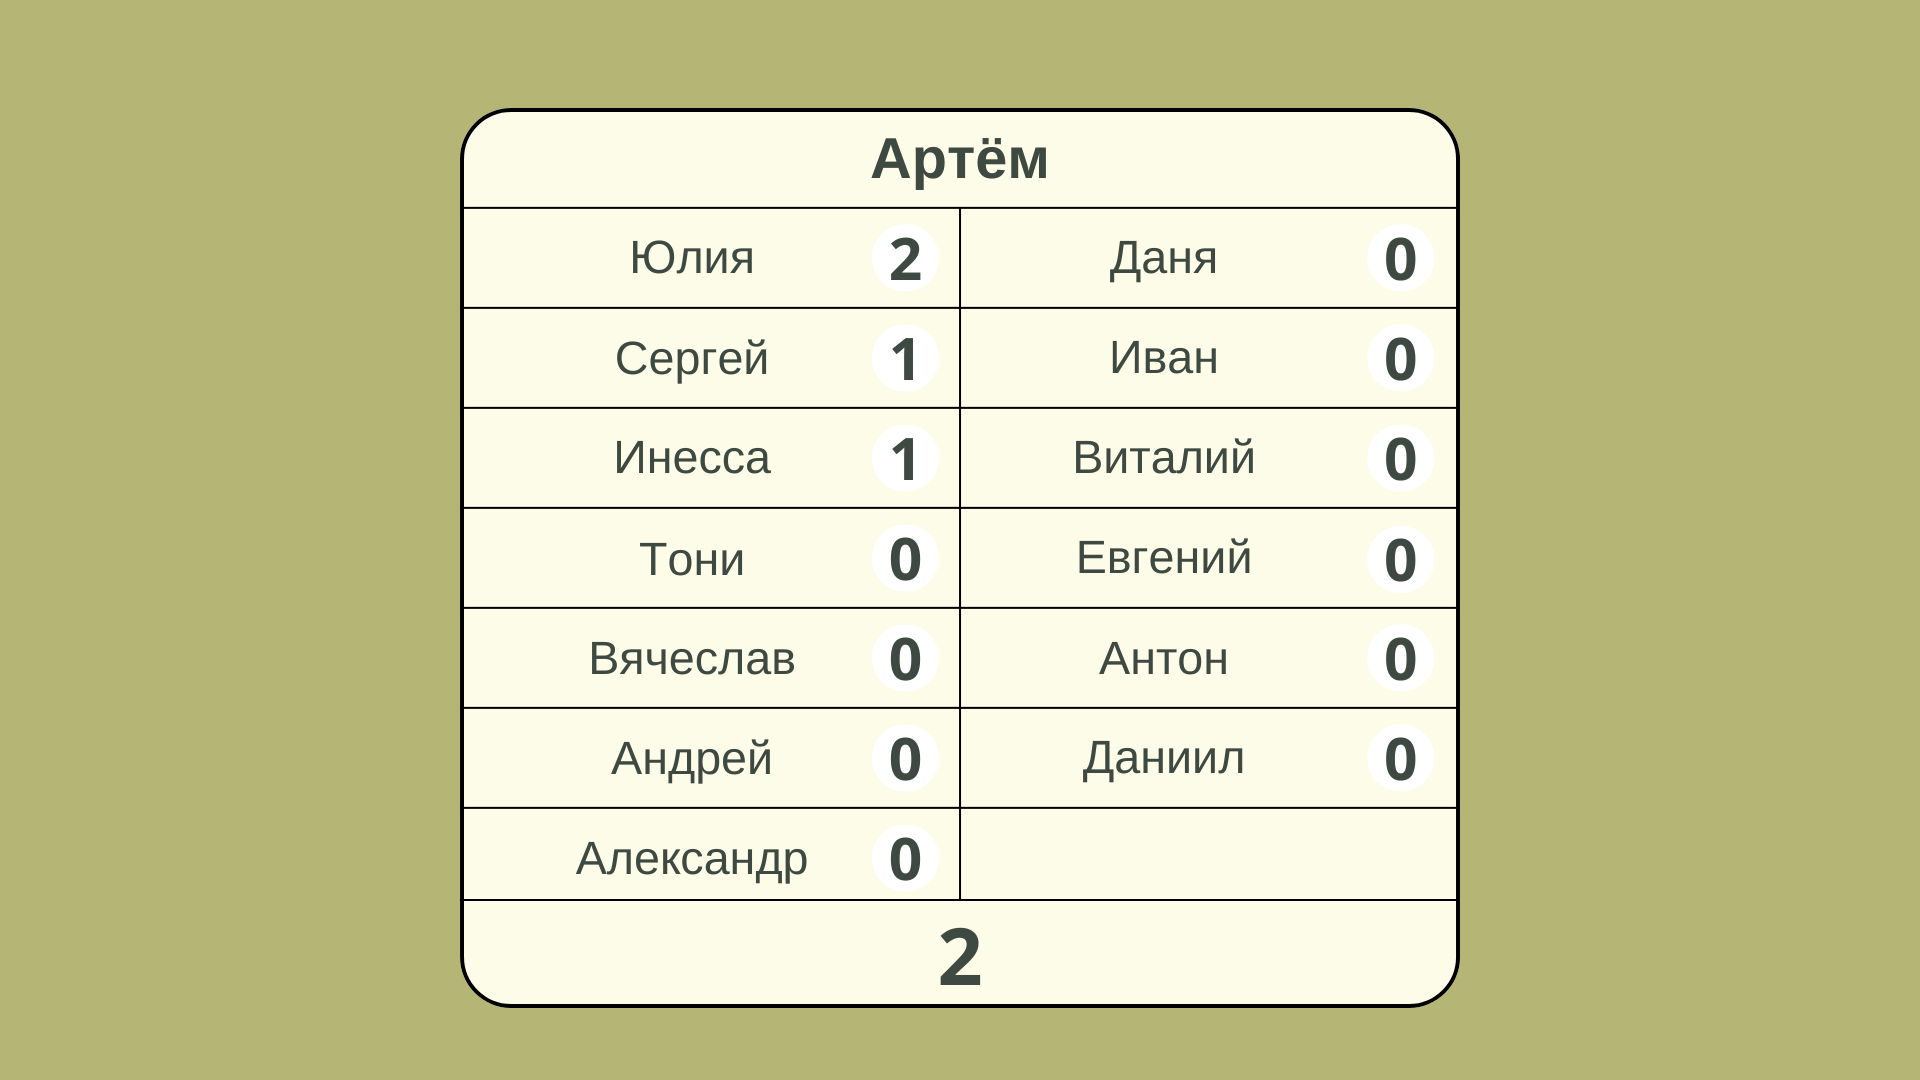 Артём
Юлия 2 Даня 0
Сергей 1 Иван 0
Инесса 1 Виталий 0
Тони 0 Евгений 0
Вячеслав 0 Антон 0
Андрей 0 Даниил 0
Александр 0
2